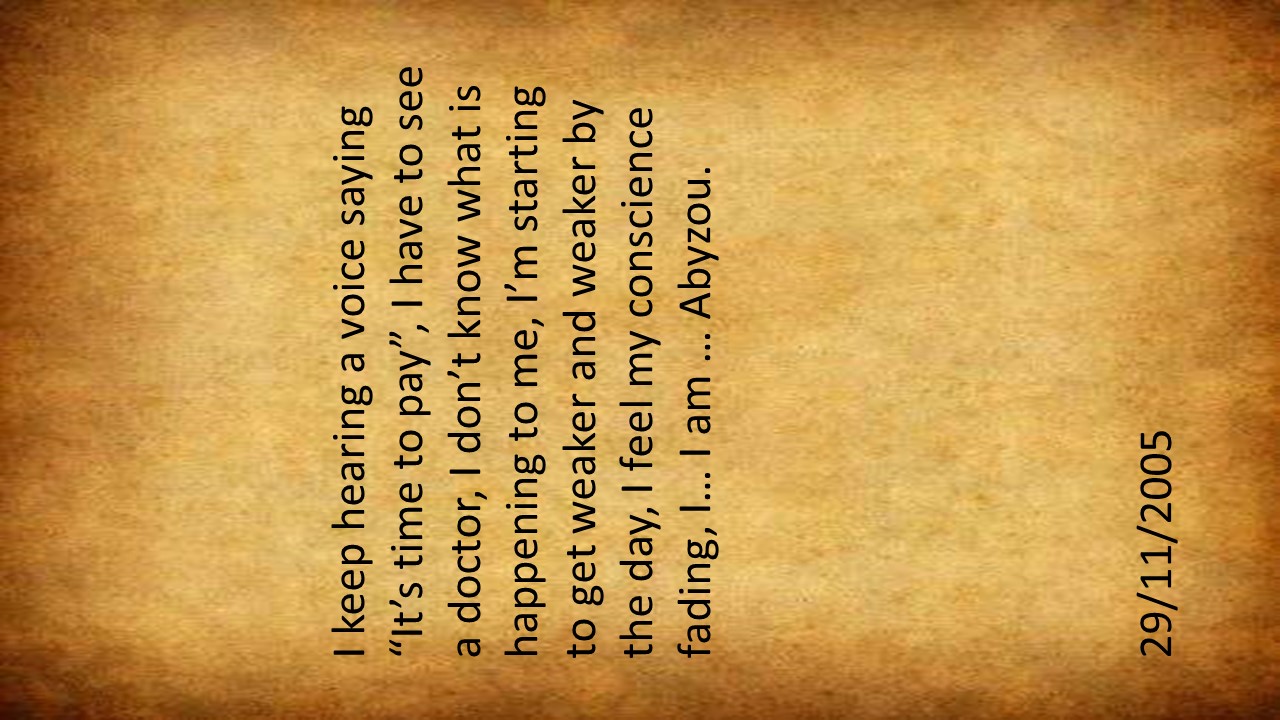 I keep hearing a voice saying
“It’s time to pay”, I have to see
a doctor, I don’t know what is
happening to me, I’m starting
to get weaker and weaker by
the day, I feel my conscience
fading, I… I am … Abyzou.
29/11/2005